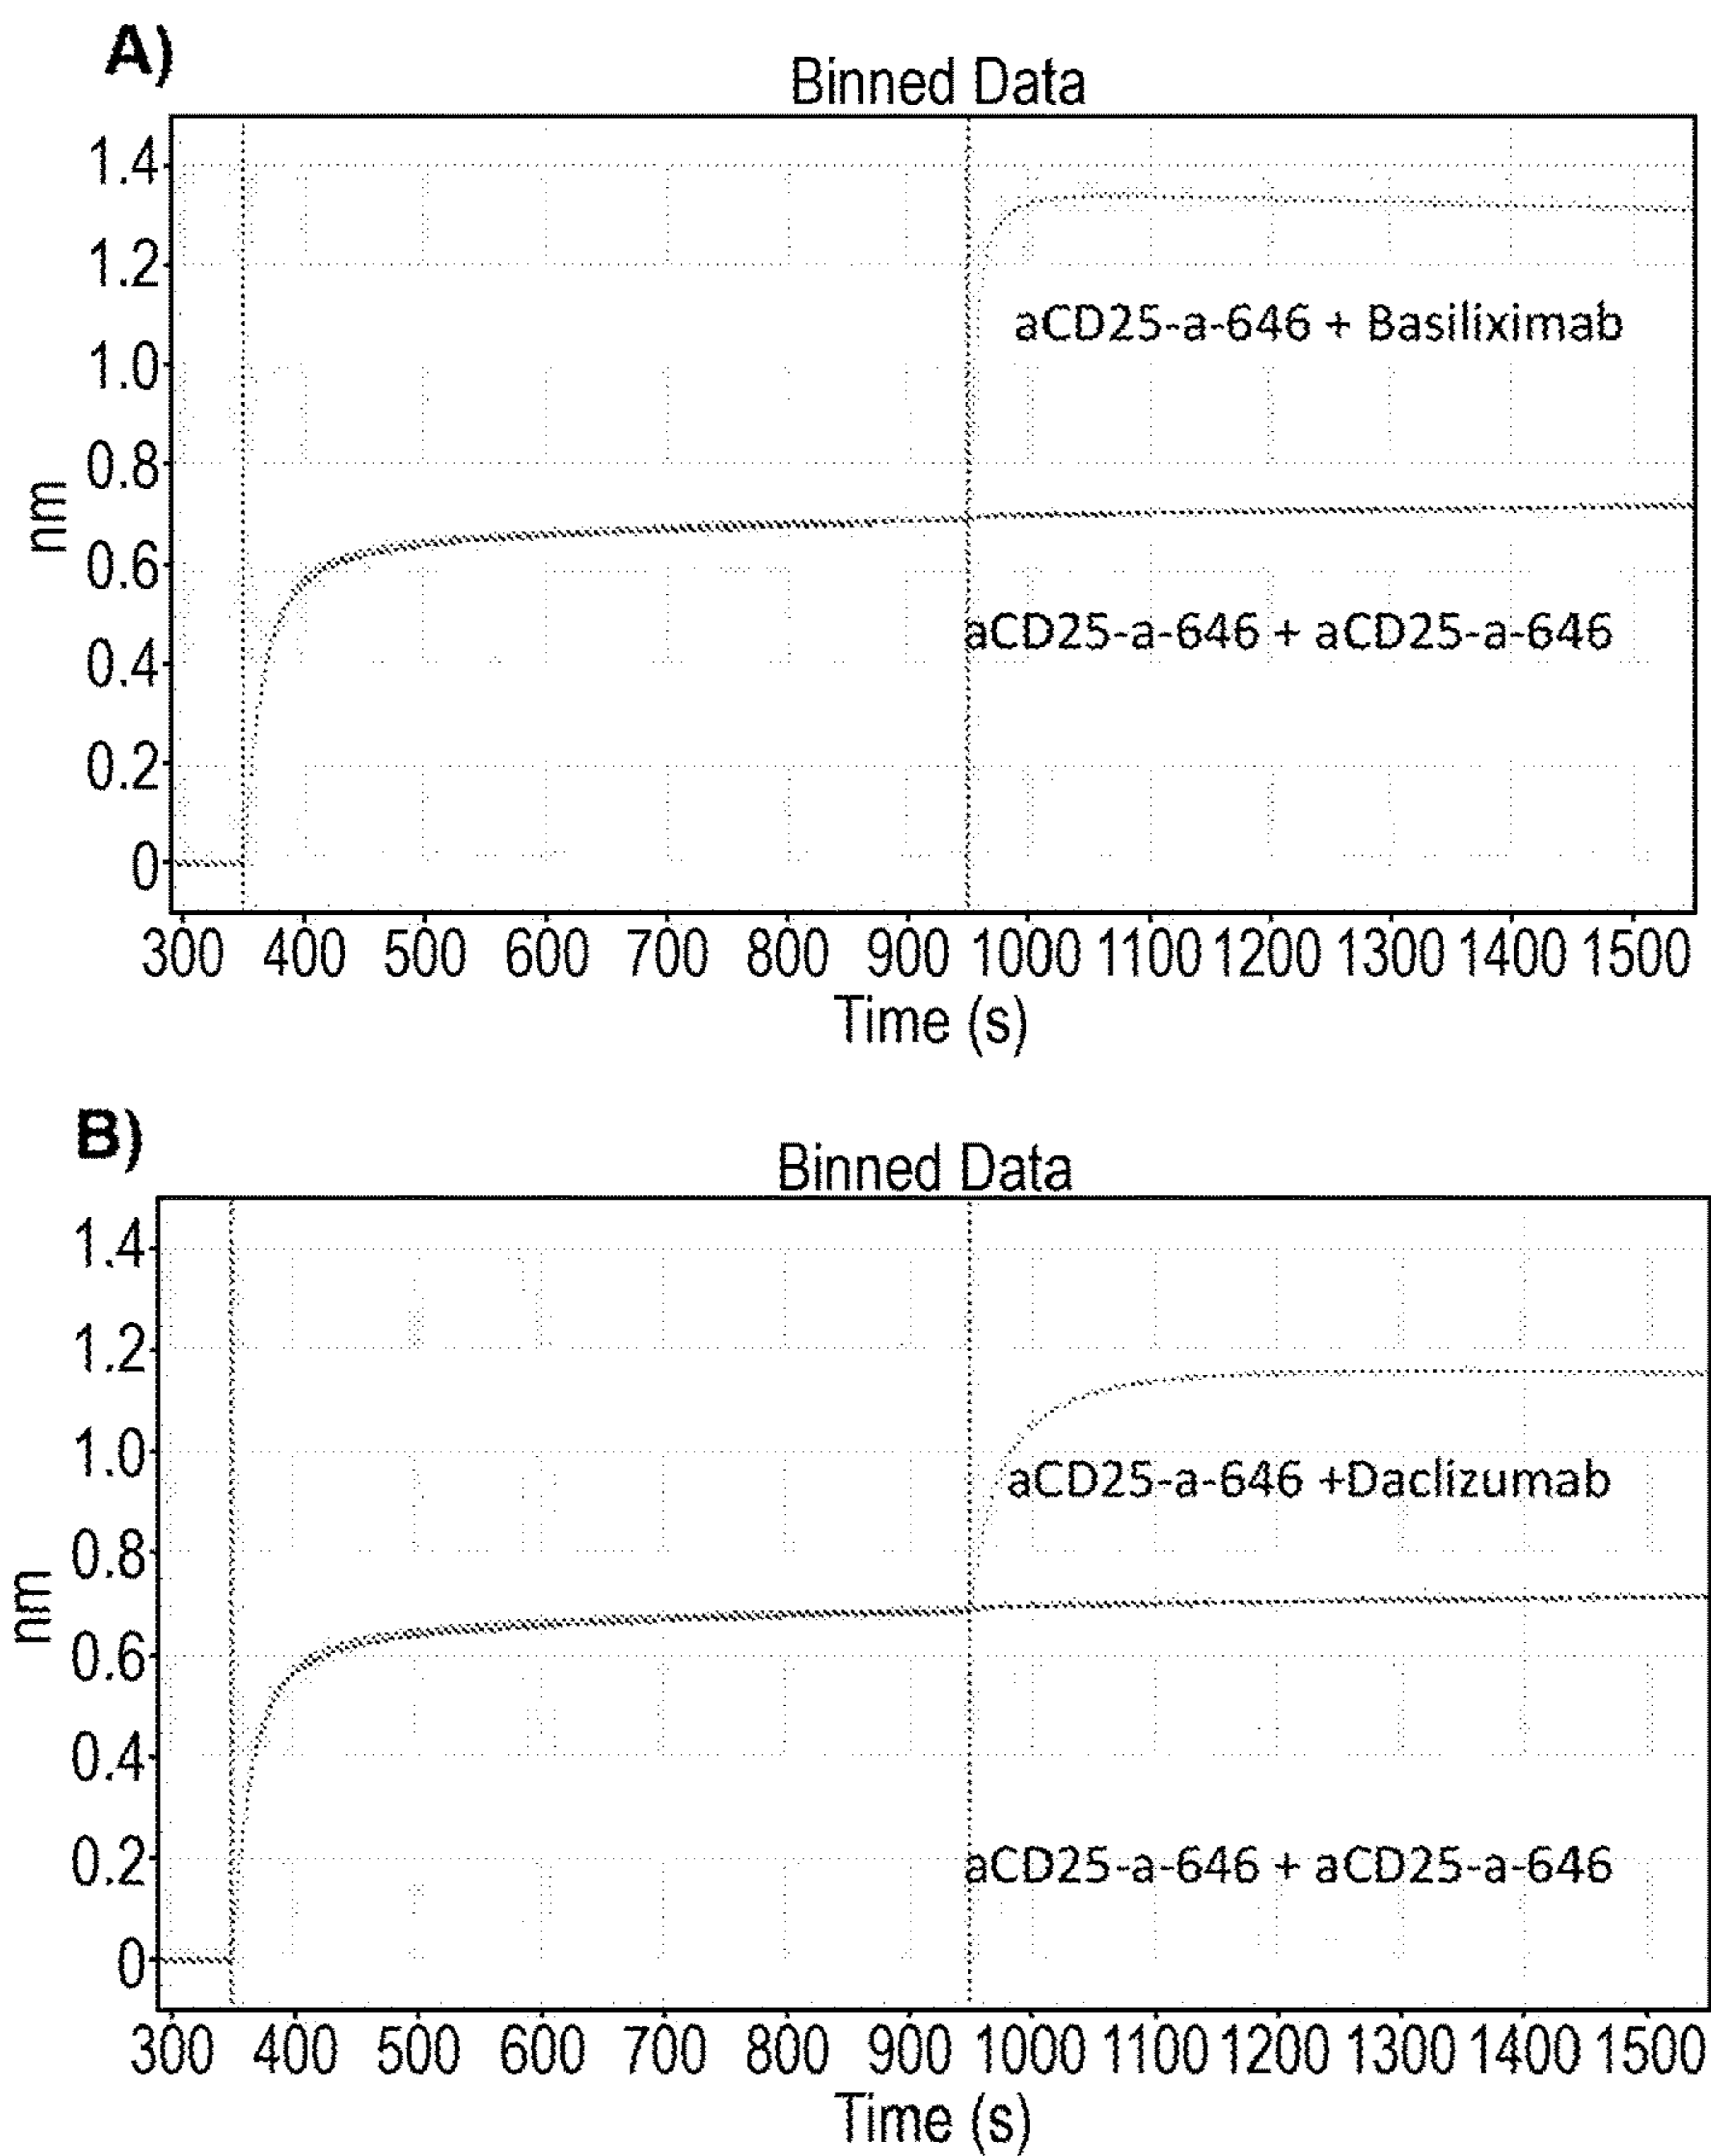 A)
Binned Data
1.4
1.2
1.0
0.8
0.6
0.4
0.2
0
nm
aCD25-a-646 + Basiliximab
aCD25-a-646 + aCD25-a-646
300 400 500 600 700 800 900 1000 1100 1200 1300 1400 1500
Time (s)
B)
Binned Data
1.4
1.2
1.0
0.8
0.6
0.4
0.2
0
nm
aCD25-a-646 +Daclizumab
aCD25-a-646 + aCD25-a-646
300 400 500 600 700 800 900 1000 1100 1200 1300 1400 1500
Time (s)